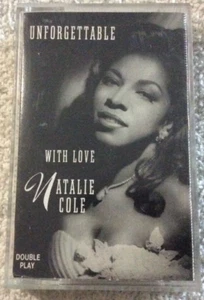 UNFORGETTABLE
WITH LOVE
NATALIE
COLE
DOUBLE
PLAY